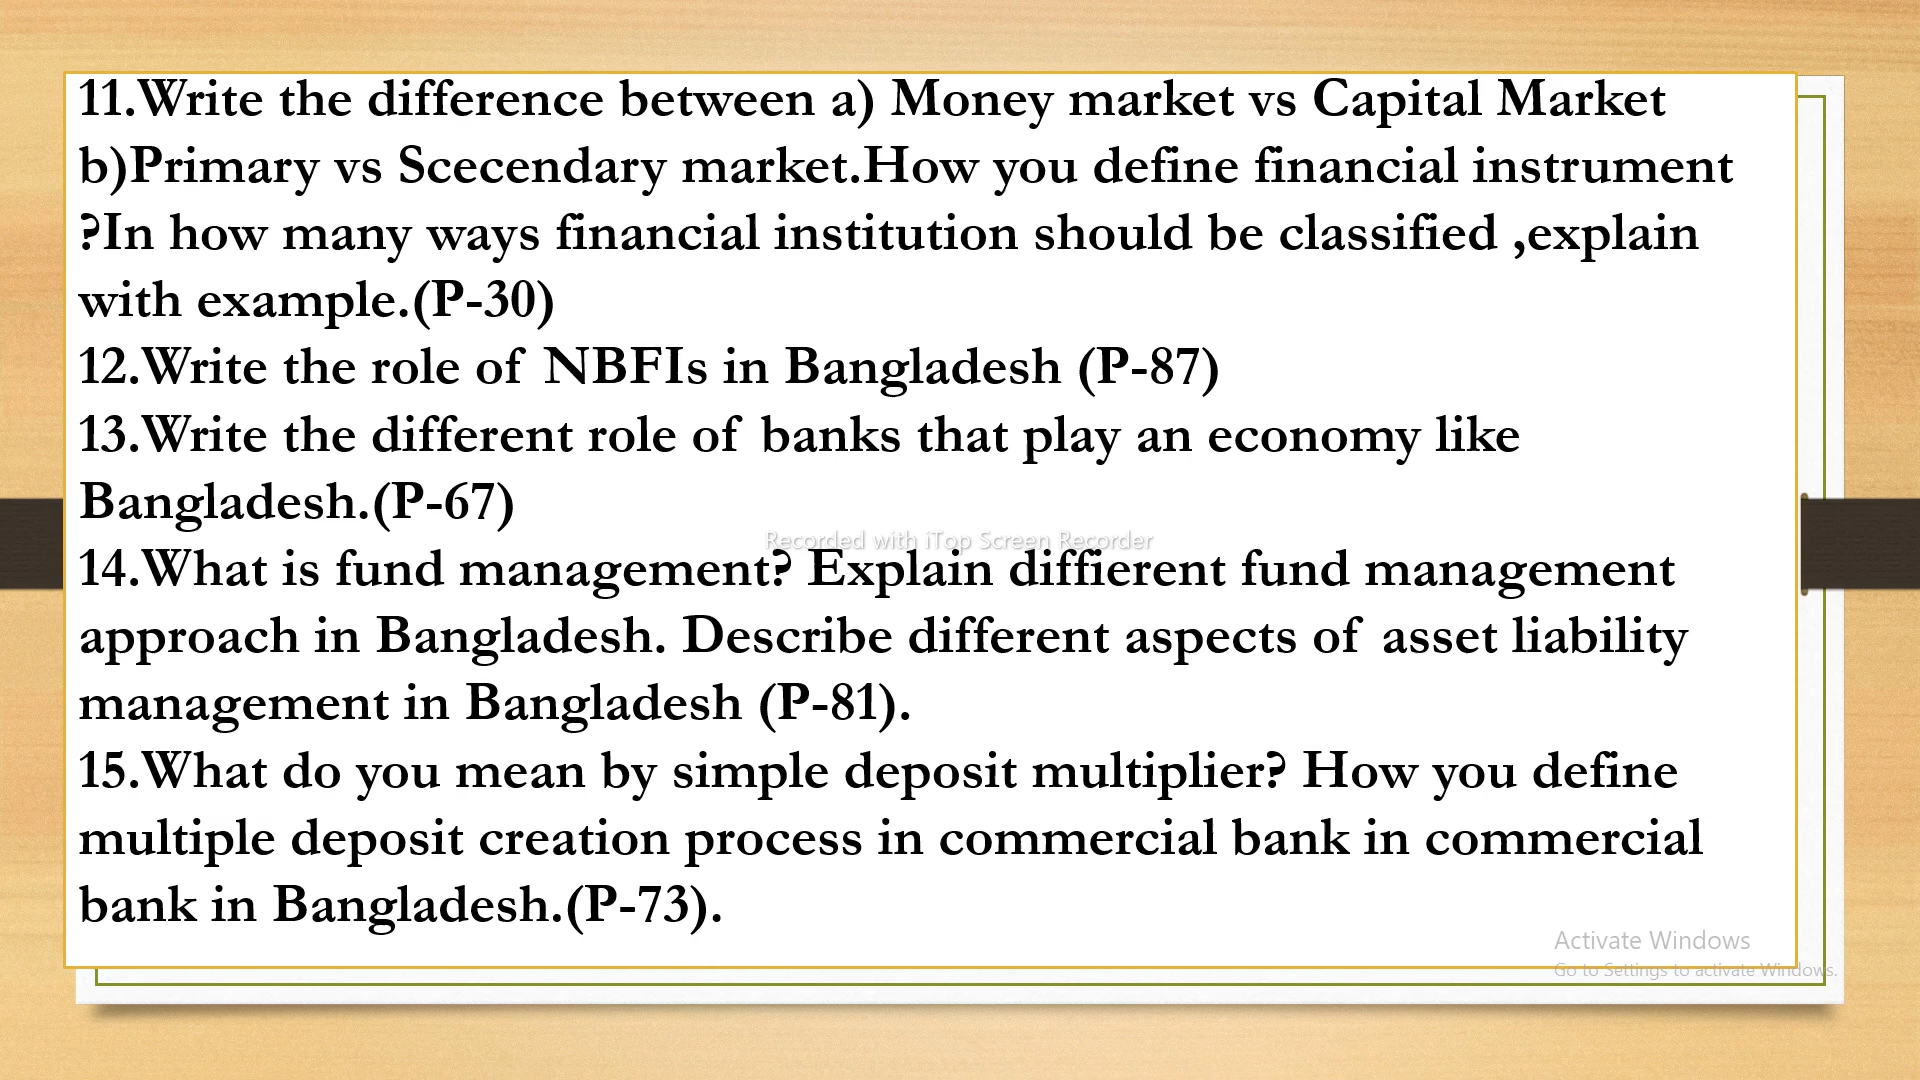 11.Write the difference between a) Money market vs Capital Market
b)Primary vs Scecendary market.How you define financial instrument
?In how many ways financial institution should be classified ,explain
with example.(P-30)
12.Write the role of NBFIs in Bangladesh (P-87)
13.Write the different role of banks that play an economy like
Bangladesh.(P-67)
Recorded with iTop Screen Recorder
14.What is fund management? Explain diffierent fund management
approach in Bangladesh. Describe different aspects of asset liability
management in Bangladesh (P-81).
15.What do you mean by simple deposit multiplier? How you define
multiple deposit creation process in commercial bank in commercial
bank in Bangladesh.(P-73).
Activate Windows
Go to Settings to activate Windows.